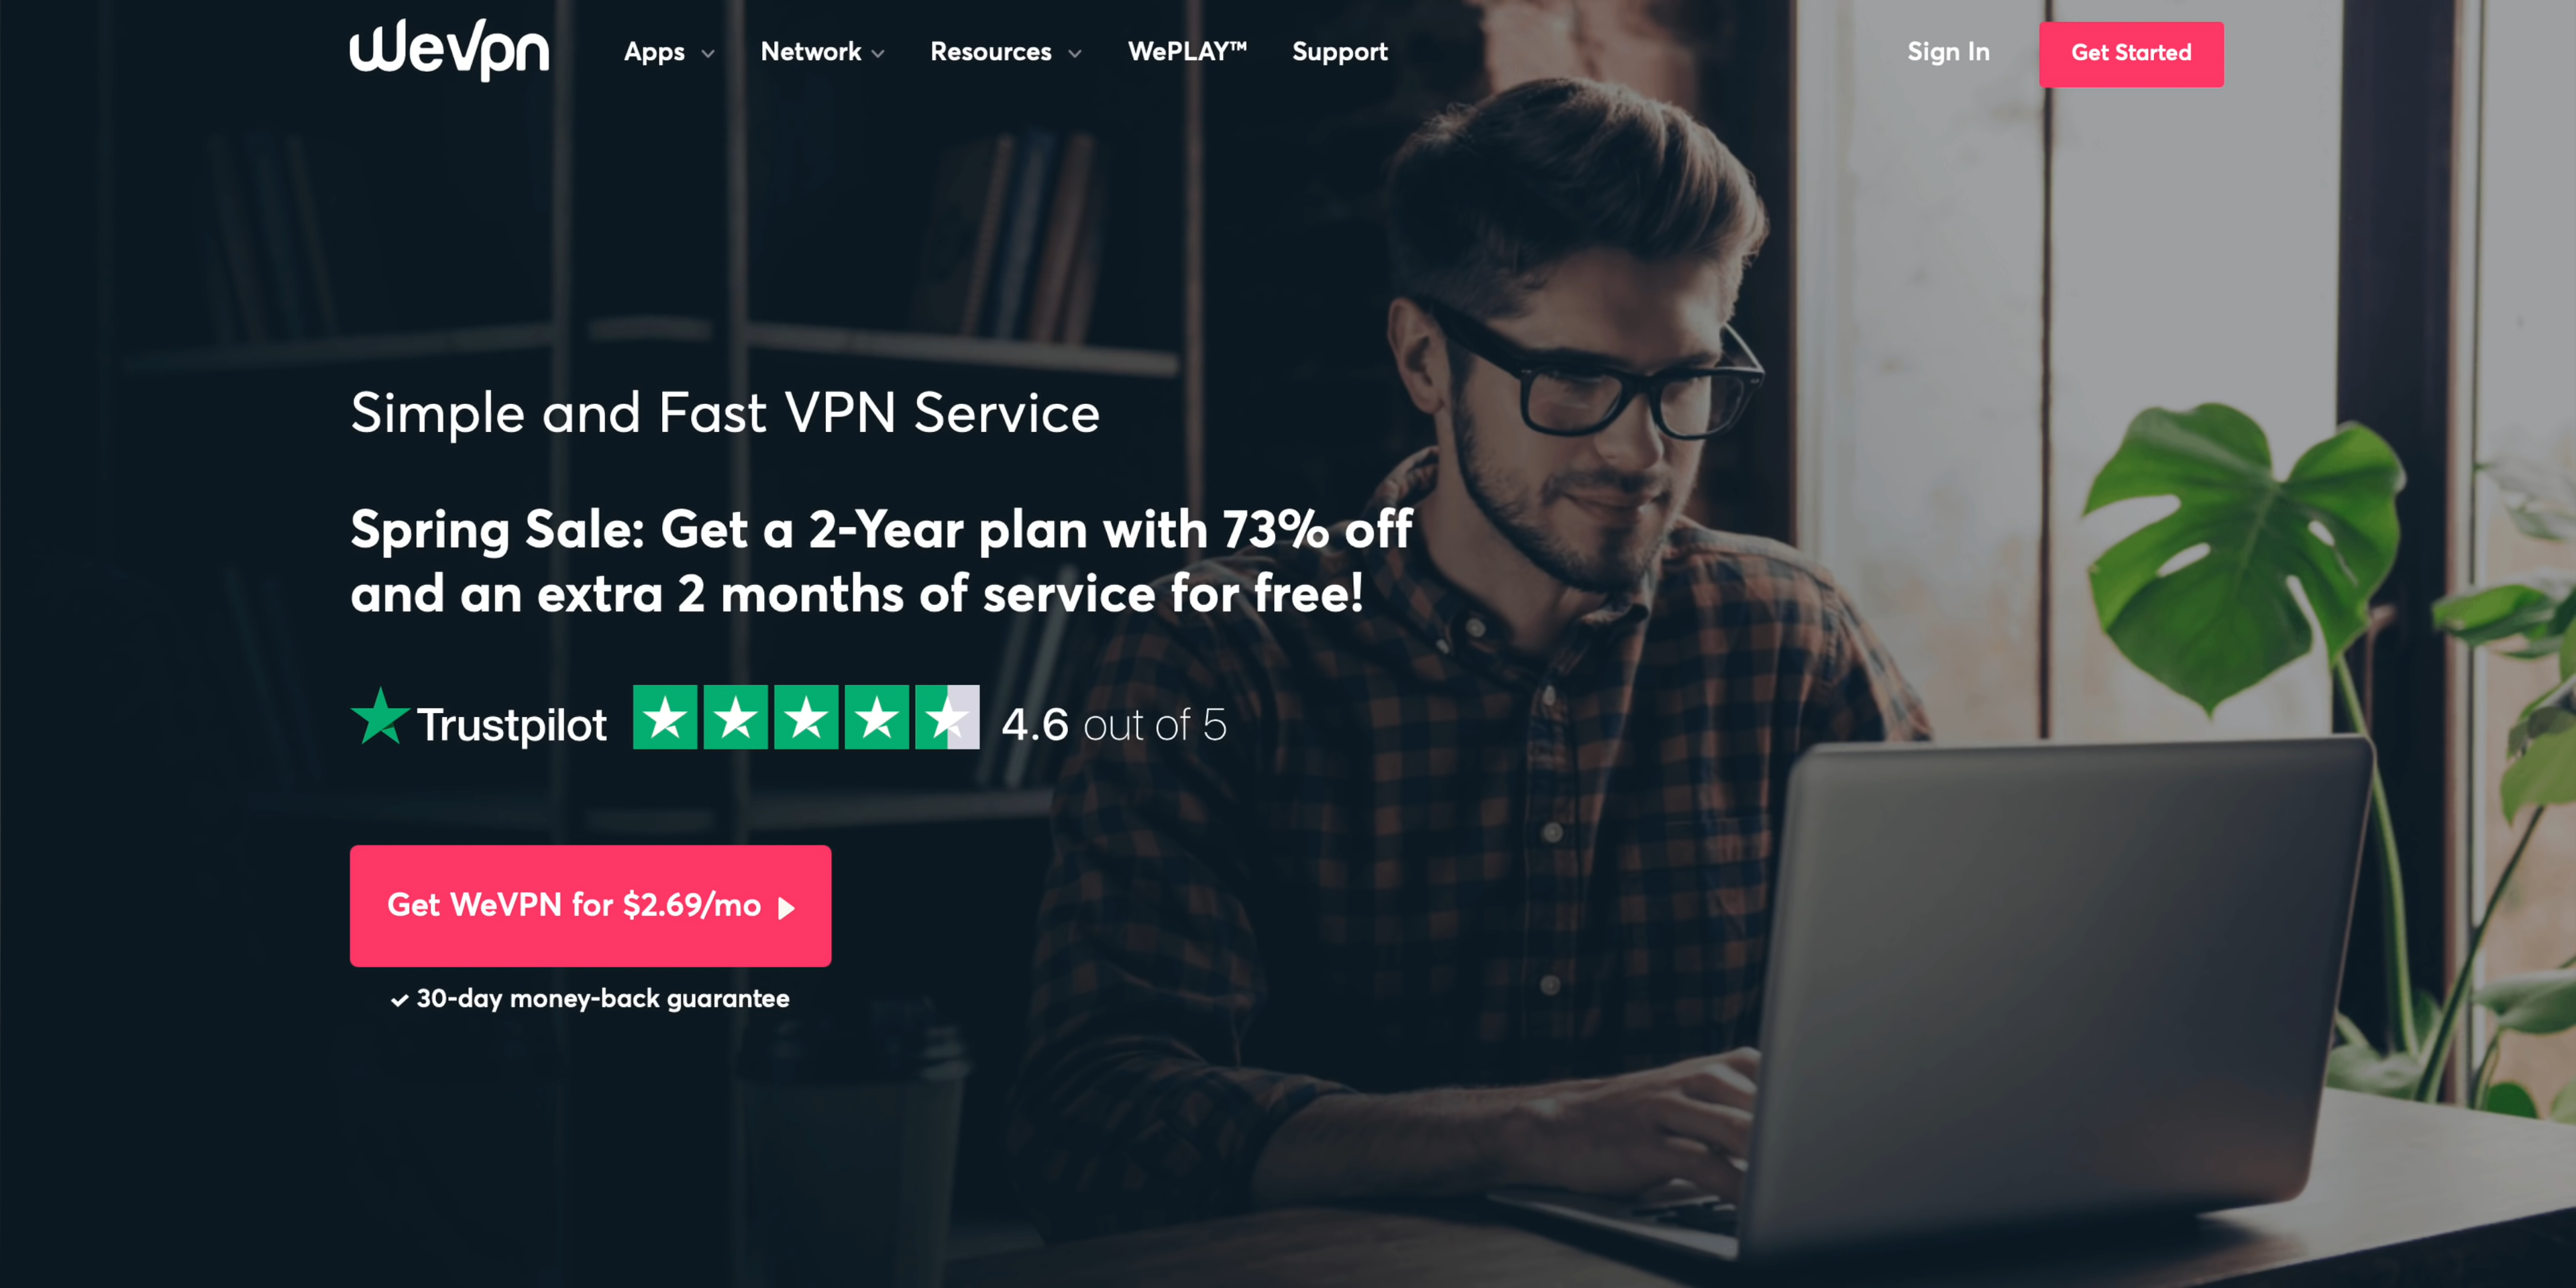 wevpn
Apps
Network
Resources
WePLAY™
Support
Sign In
Get Started
Simple and Fast VPN Service
Spring Sale: Get a 2-Year plan with 73% off
and an extra 2 months of service for free!
Trustpilot
4.6 out of 5
Get WeVPN for $2.69/mo
30-day money-back guarantee